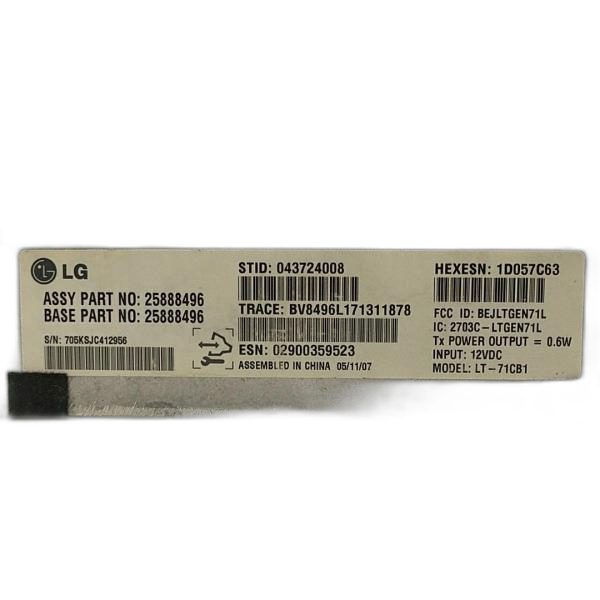 LG
ASSY PART NO: 25888496
BASE PART NO: 25888496
S/N: 705KSJC412956
STID: 043724008
TRACE: BV8496L171311878
ESN: 02900359523
ASSEMBLED IN CHINA 05/11/07
HEXESN: 1D057C63
FCC ID: BEJLTGEN71L
IC: 2703C-LTGEN71L
Tx POWER OUTPUT = 0.6W
INPUT: 12VDC
MODEL: LT-71CB1